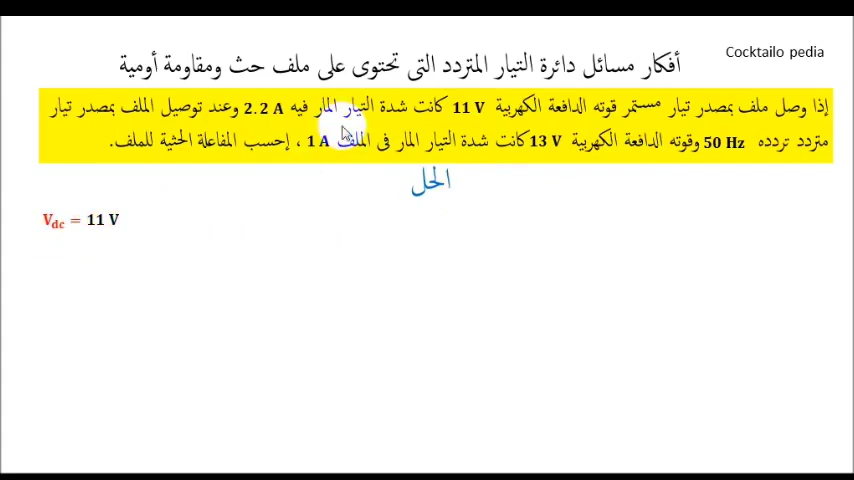 Cocktailo pedia
أفكار مسائل دائرة التيار المتردد التى تحتوى على ملف حث ومقاومة أومية
إذا وصل ملف بمصدر تيار مستمر قوته الدافعة الكهربية 11 V كانت شدة التيار المار فيه 2.2 A وعند توصيل الملف بمصدر تيار
متردد تردده 50 Hz وقوته الدافعة الكهربية 13 V كانت شدة التيار المار فى الملف 1 A ، إحسب المفاعلة الحثية للملف.
الحل
Vdc = 11 V